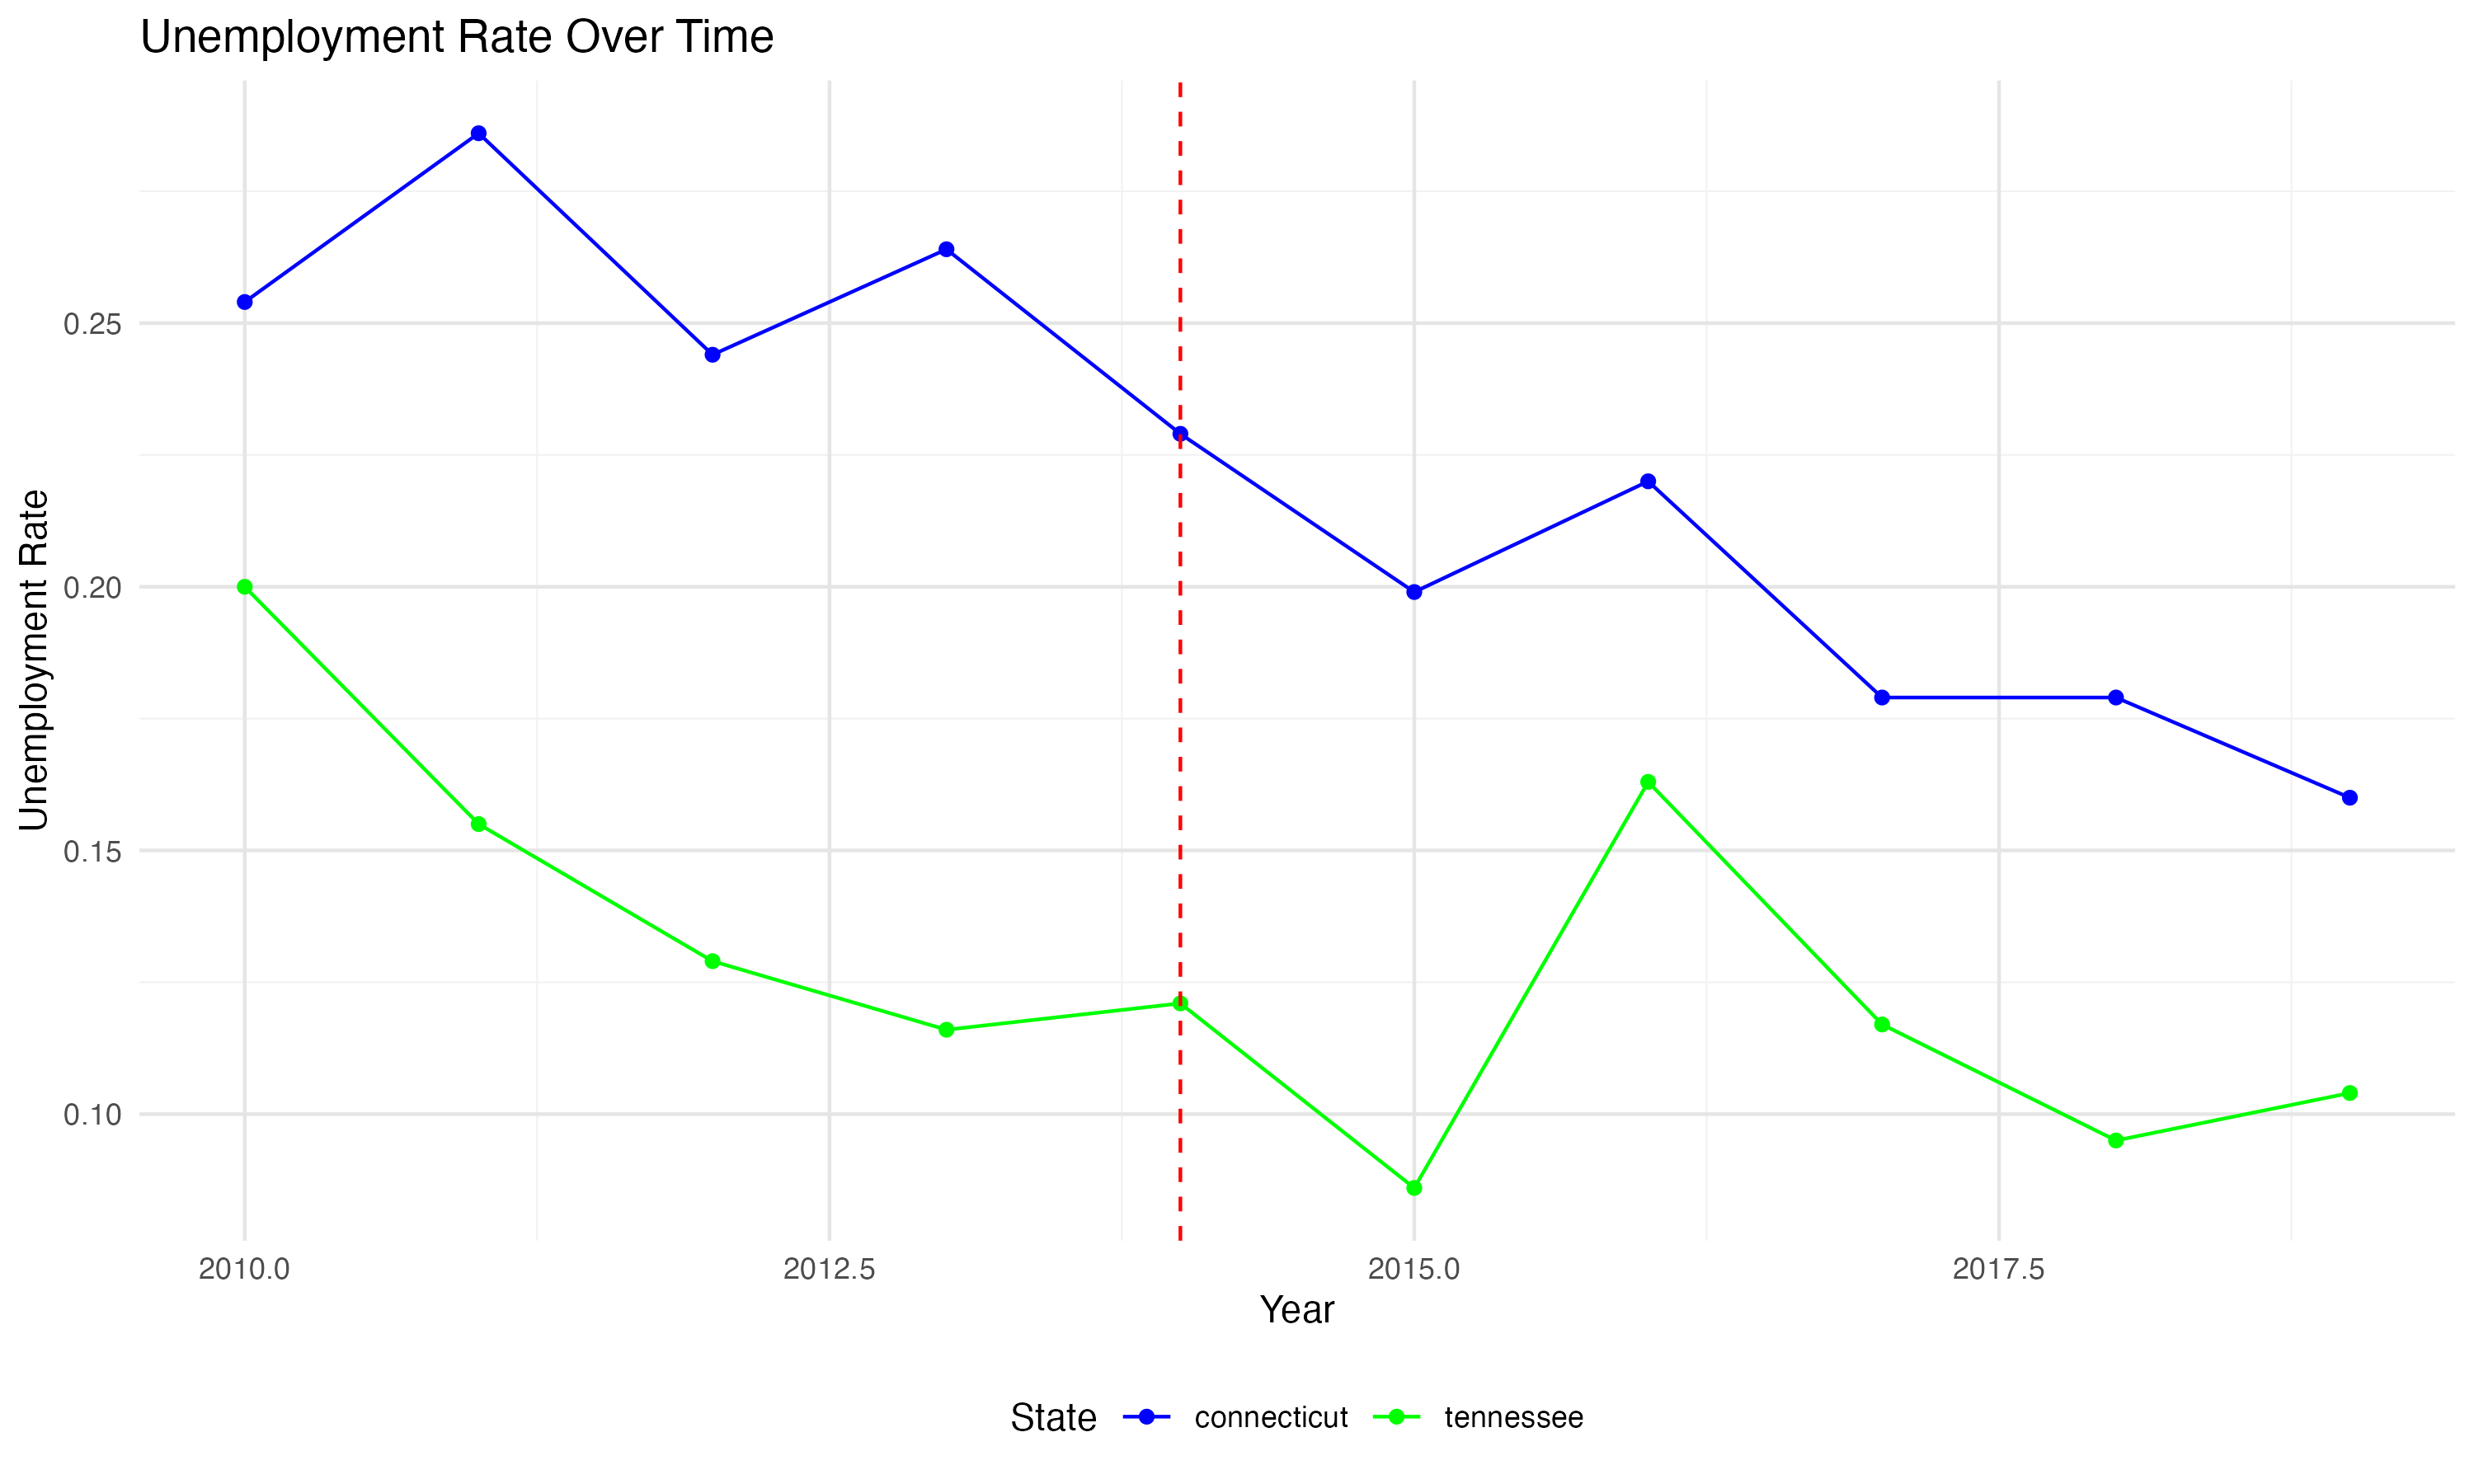 Unemployment Rate Over Time
Unemployment Rate
0.25
0.20
0.15
0.10
2010.0 2012.5 2015.0 2017.5
Year
State connecticut tennessee